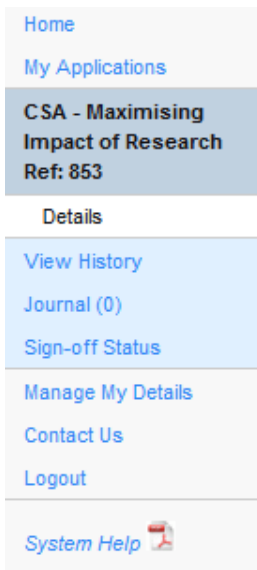 Home
My Applications
CSA - Maximising
Impact of Research
Ref: 853
Details
View History
Journal (0)
Sign-off Status
Manage My Details
Contact Us
Logout
System Help